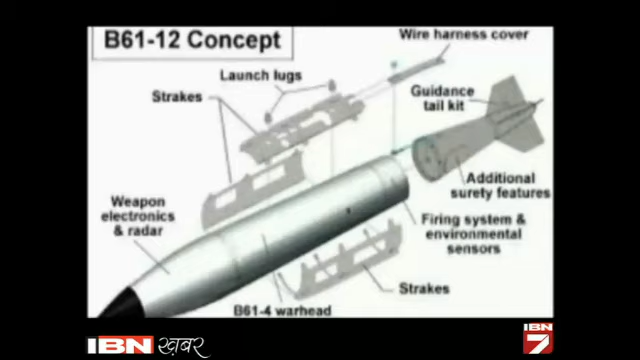 B61-12 Concept
Wire harness cover
Launch lugs
Strakes
Guidance
tail kit
Additional
surety features
Weapon
electronics
& radar
Firing system &
environmental
sensors
Strakes
B61-4 warhead
IBN ख़बर
IBN
7